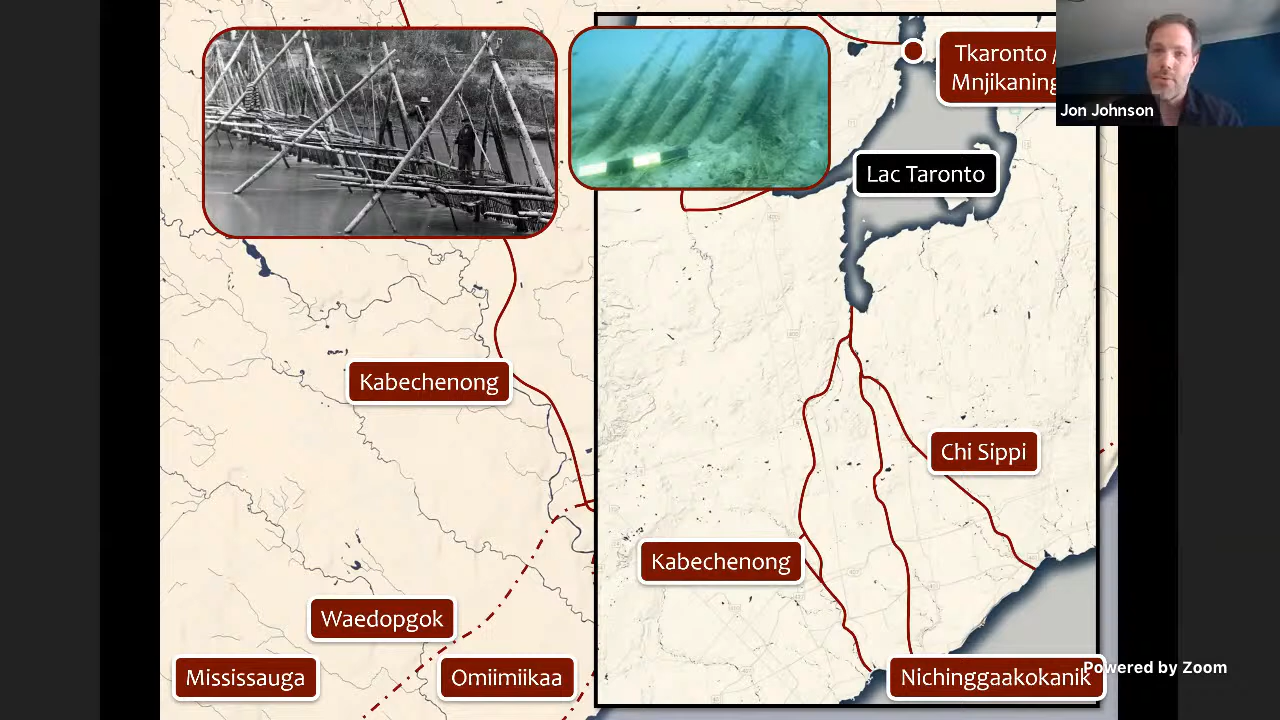 Tkaronto /
Mnjikaning
Jon Johnson
Lac Taronto
Kabechenong
Chi Sippi
Kabechenong
Waedopgok
Mississauga
Omiimiikaa
Nichinggaakokanik
Powered by Zoom